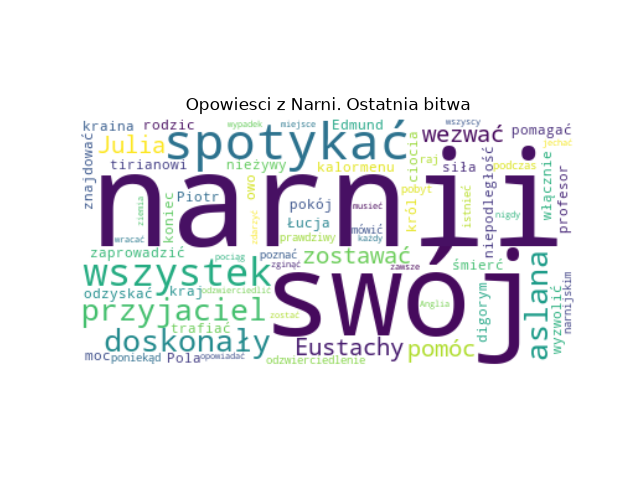 Opowiesci z Narni. Ostatnia bitwa
kraina rodzic wypadek miejsce Edmund wszyscy pomagać
Julia spotykać wezwać jechać
znajdować tirianowi nieżywy kalormenu ciocia raj siła podczas
narnii
Piotr owo pokój król pobyt musieć istnieć nigdy niepodległość włącznie profesor
koniec ziemia Łucja mówić
wracać zderzyć prawdziwy każdy
zaprowadzić pociąg poznać zostawać
wszystek zginąć zawsze śmierć
swój
odzyskać kraj odzwierciedlić Anglia aslana narnijskim
przyjaciel zostać digorym wyzwolić
trafiać
doskonały Eustachy pomóc
moc poniekąd Pola opowiadać odzwierciedlenie